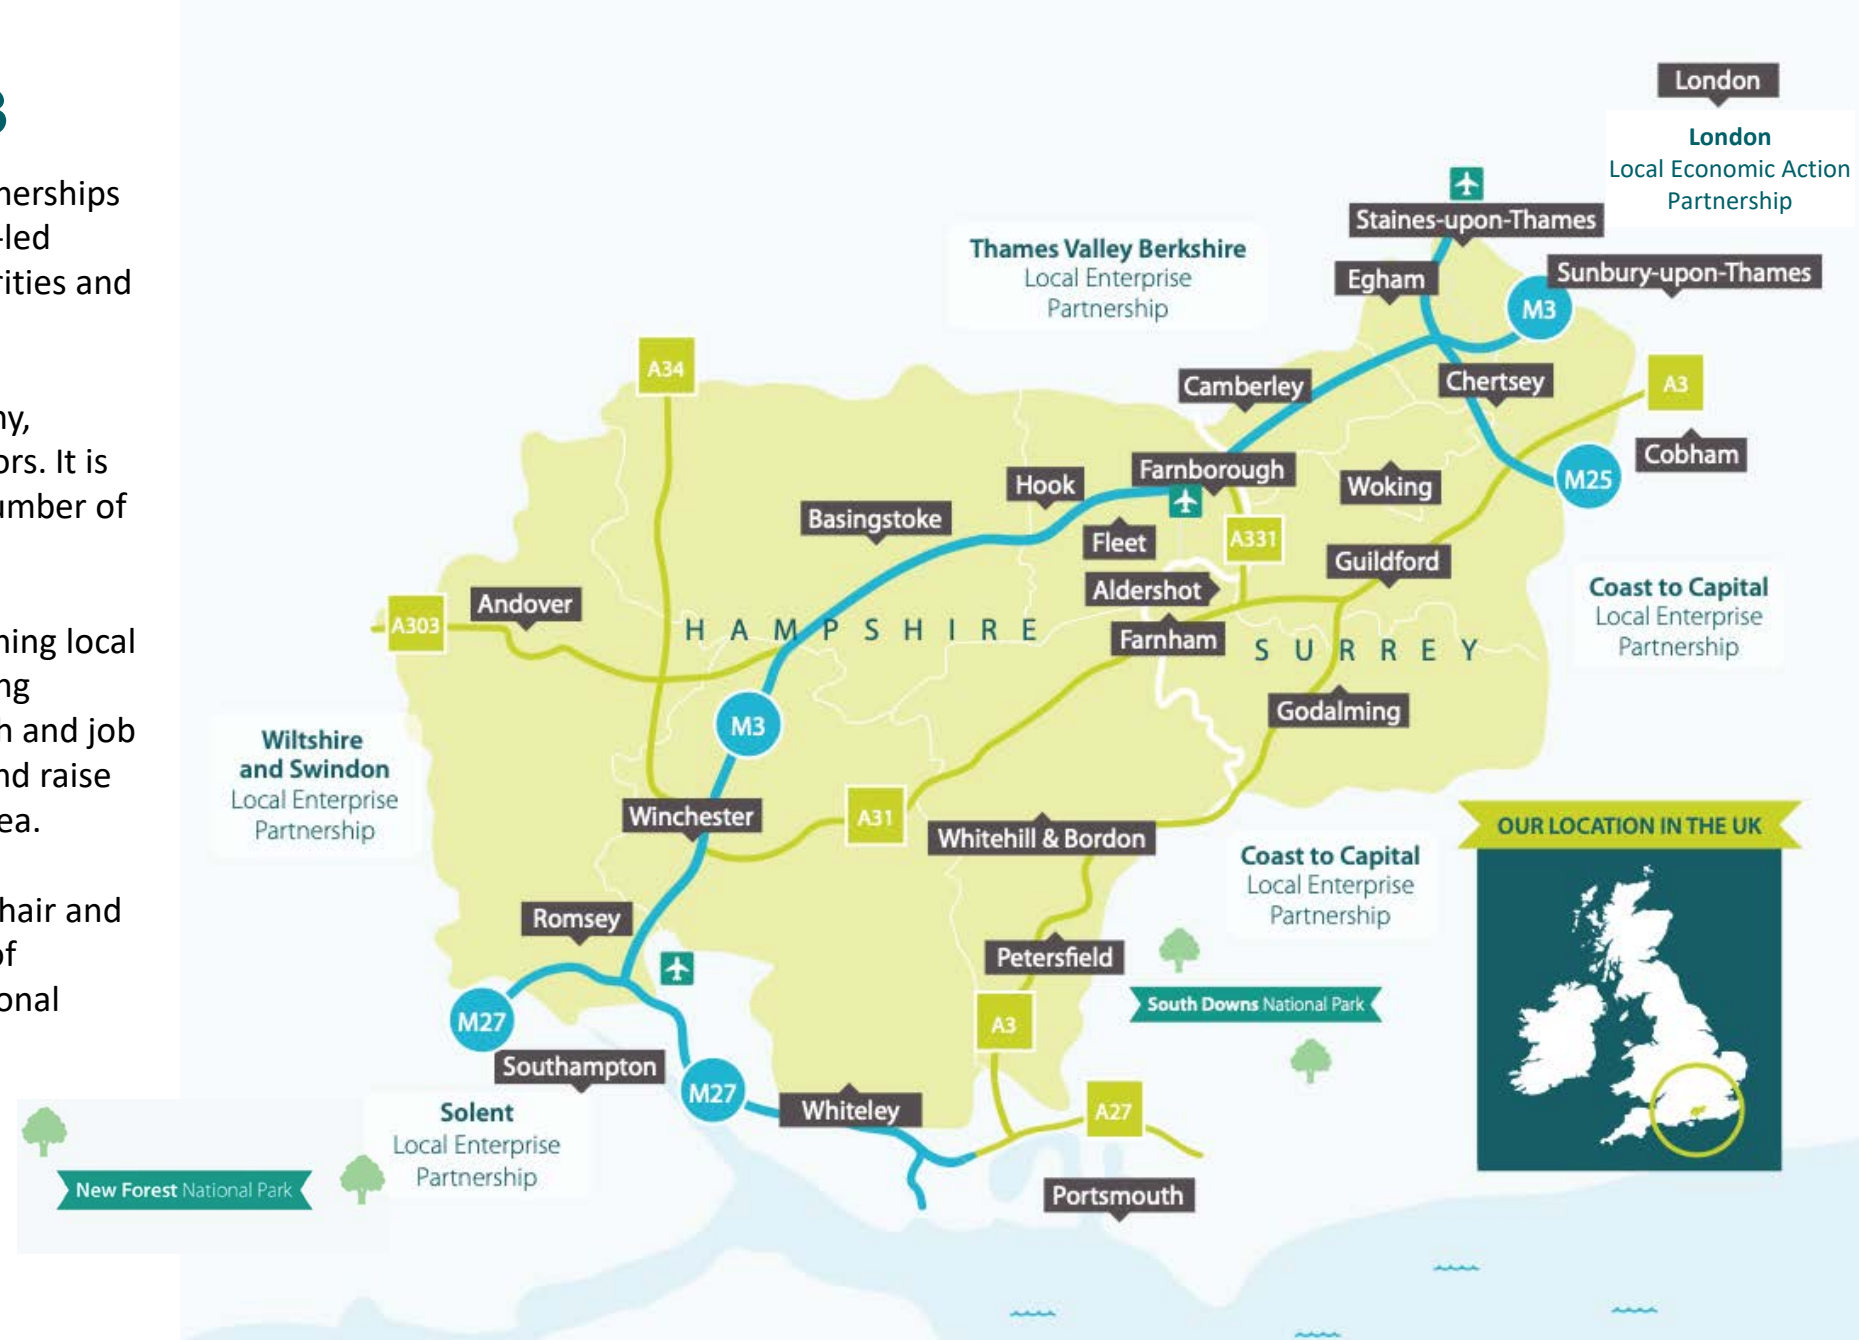 3
nerships
-led
rities and
ny,
ors. It is
umber of
ning local
ng
h and job
nd raise
ea.
hair and
of
onal
London
London
Local Economic Action
Partnership
Staines-upon-Thames
Thames Valley Berkshire
Local Enterprise
Partnership
Egham
Sunbury-upon-Thames
M3
A34
Camberley
Chertsey
A3
Cobham
Hook
Farnborough
Woking
M25
Basingstoke
Fleet
A331
Guildford
Aldershot
Coast to Capital
Local Enterprise
Partnership
A303
Andover
HAMPSHIRE
Farnham
SURREY
Godalming
M3
Wiltshire
and Swindon
Local Enterprise
Partnership
Winchester
A31
Whitehill & Bordon
Coast to Capital
Local Enterprise
Partnership
OUR LOCATION IN THE UK
Romsey
Petersfield
South Downs National Park
M27
A3
Southampton
M27
Whiteley
A27
Solent
Local Enterprise
Partnership
New Forest National Park
Portsmouth